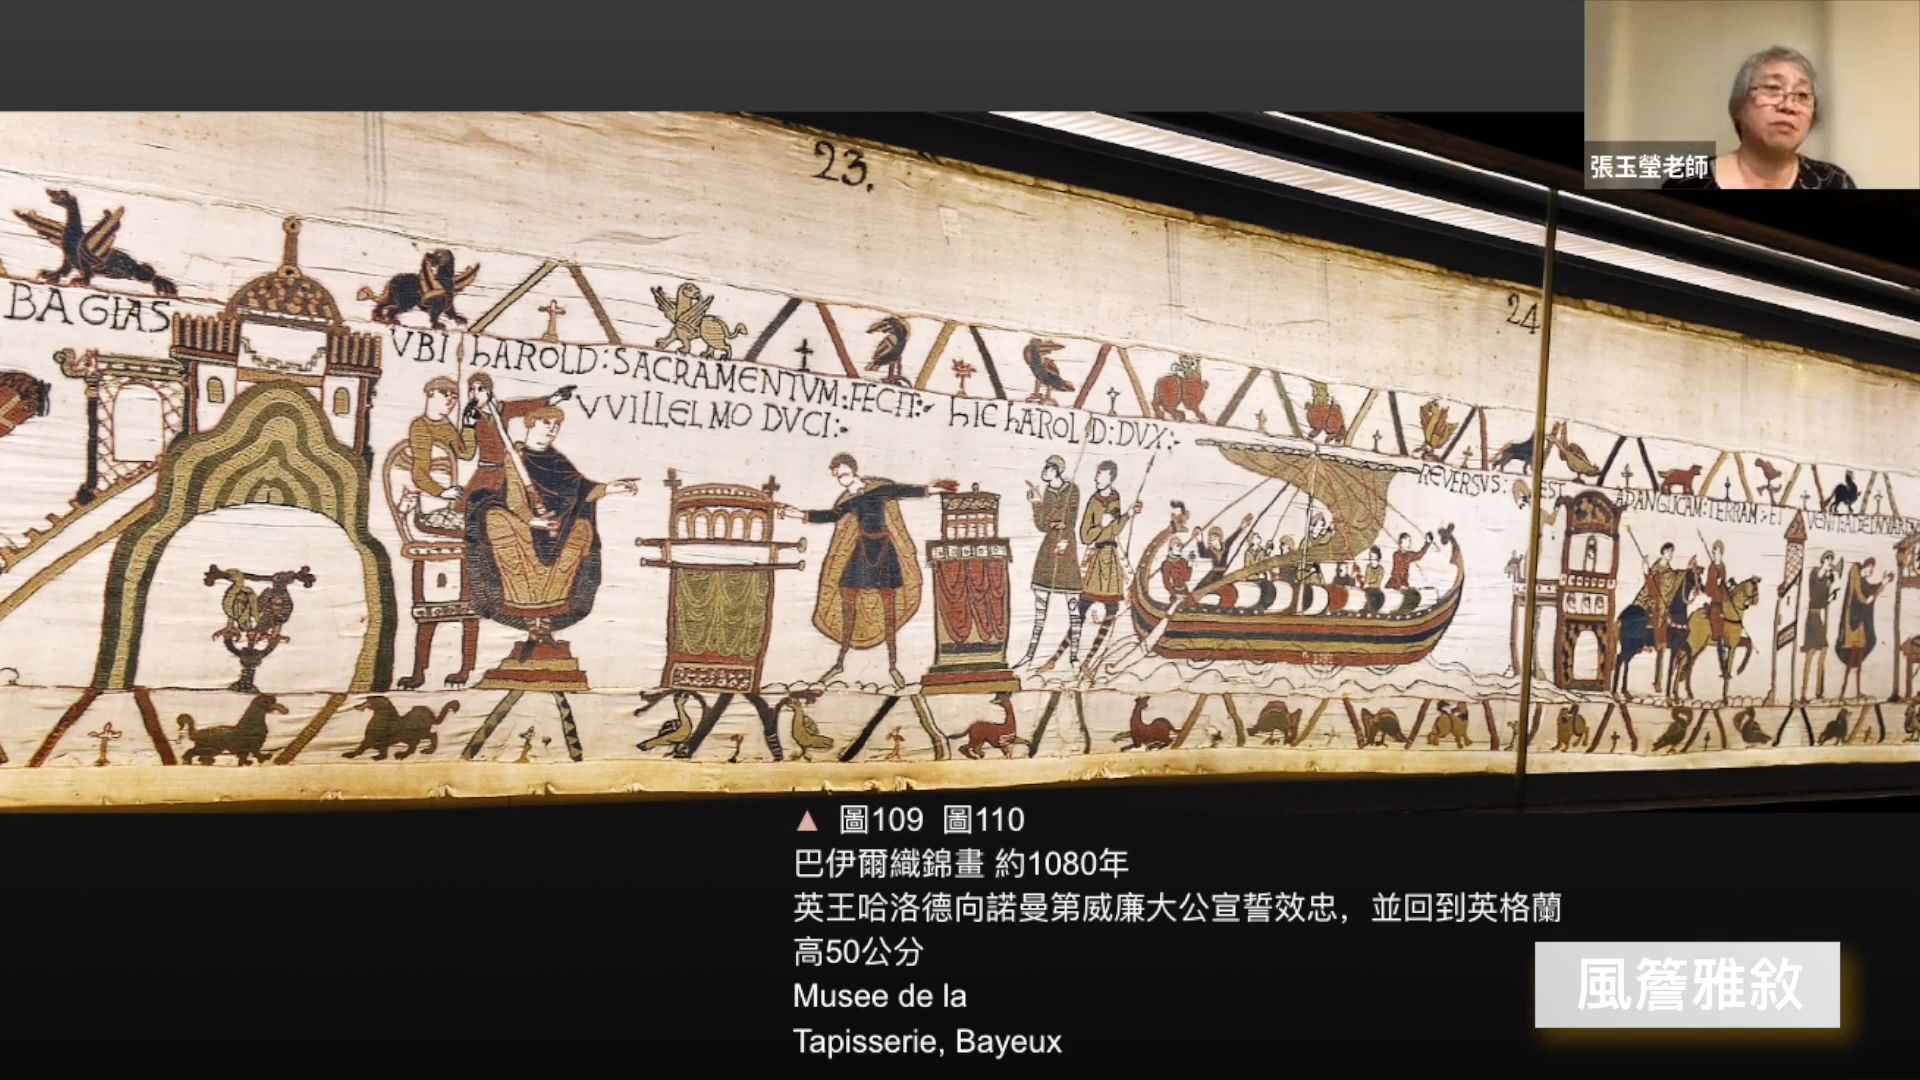 張玉瑩老師
23.
24
BAGIAS
VBI hAROLD:SACRAMENTVM:FECIT:
VVILLELMO DVCI:
hIC hAROLD:DVX:
REVERSVS: EST
AD ANGLICAM:TERRAM: ET
▲ 圖109 圖110
巴伊爾織錦畫 約1080年
英王哈洛德向諾曼第威廉大公宣誓效忠，並回到英格蘭
高50公分
Musee de la
Tapisserie, Bayeux
風簷雅敘